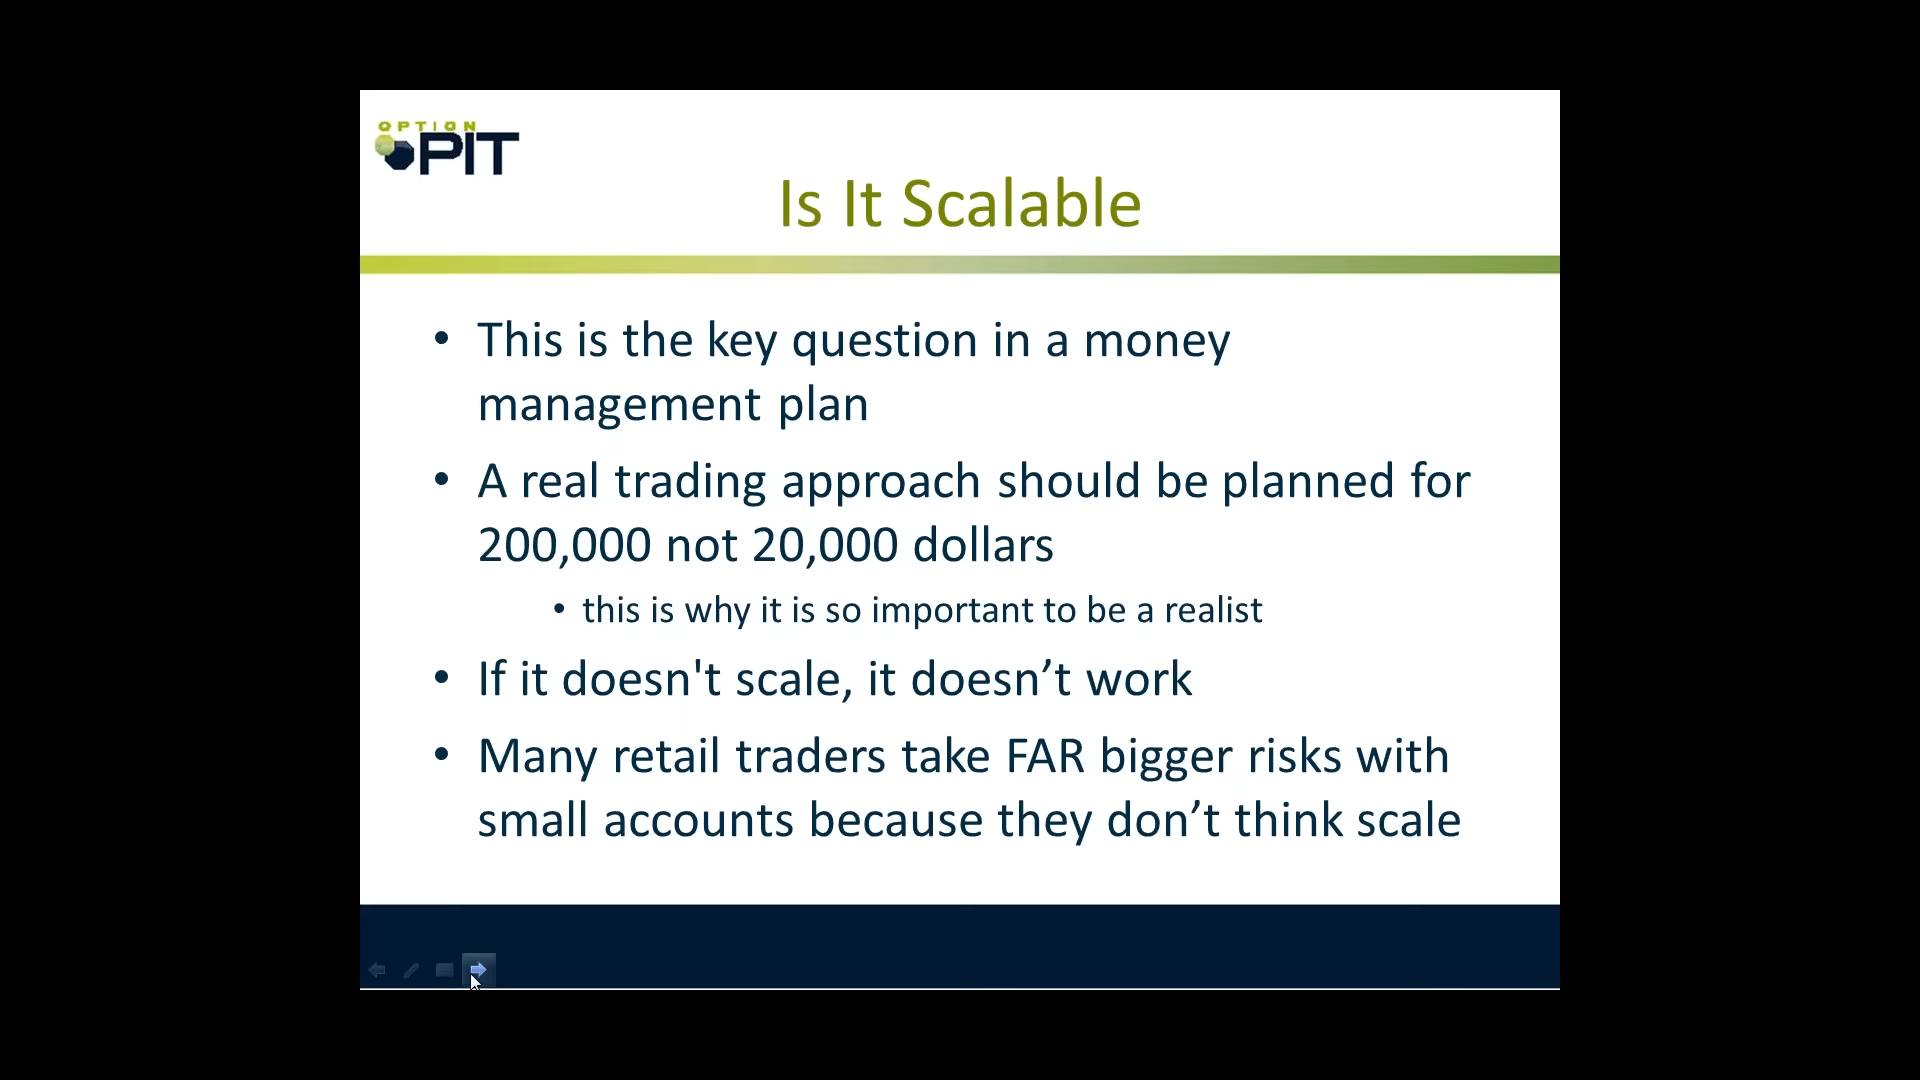 OPTION
PIT
Is It Scalable
• This is the key question in a money
management plan
• A real trading approach should be planned for
200,000 not 20,000 dollars
• this is why it is so important to be a realist
• If it doesn't scale, it doesn’t work
• Many retail traders take FAR bigger risks with
small accounts because they don’t think scale